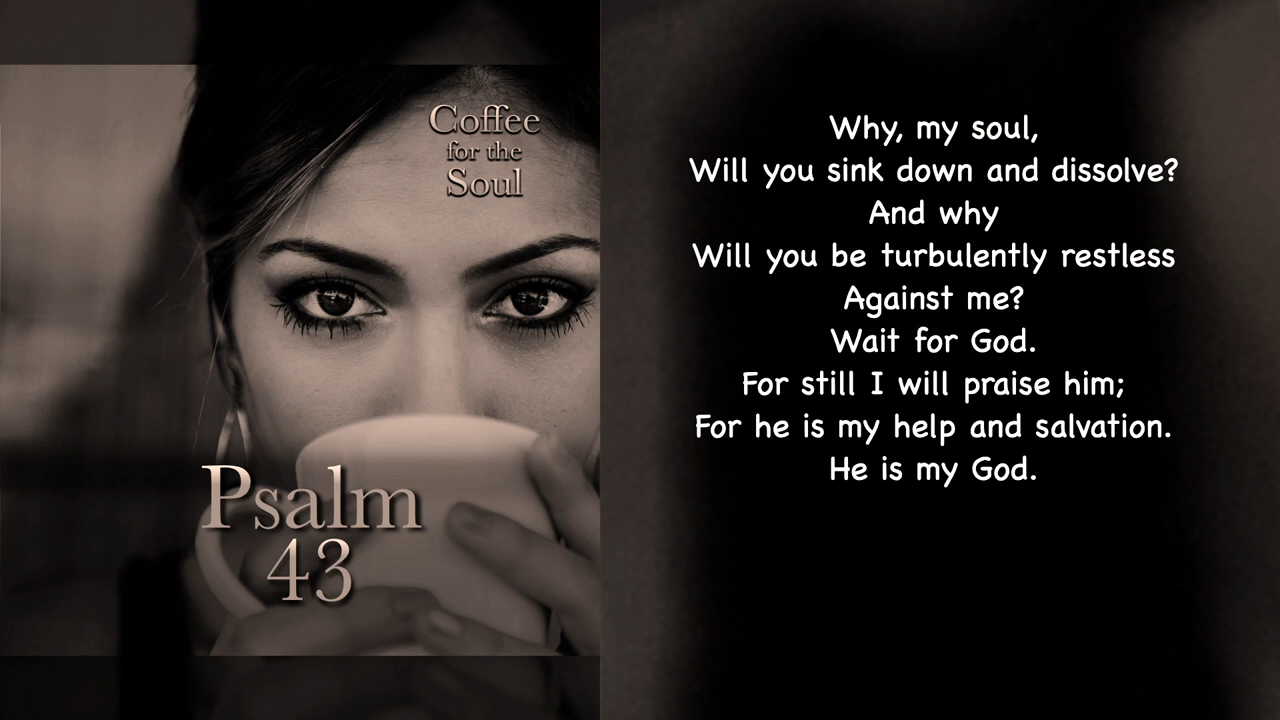 Coffee
for the
Soul
Psalm
43
Why, my soul,
Will you sink down and dissolve?
And why
Will you be turbulently restless
Against me?
Wait for God.
For still I will praise him;
For he is my help and salvation.
He is my God.